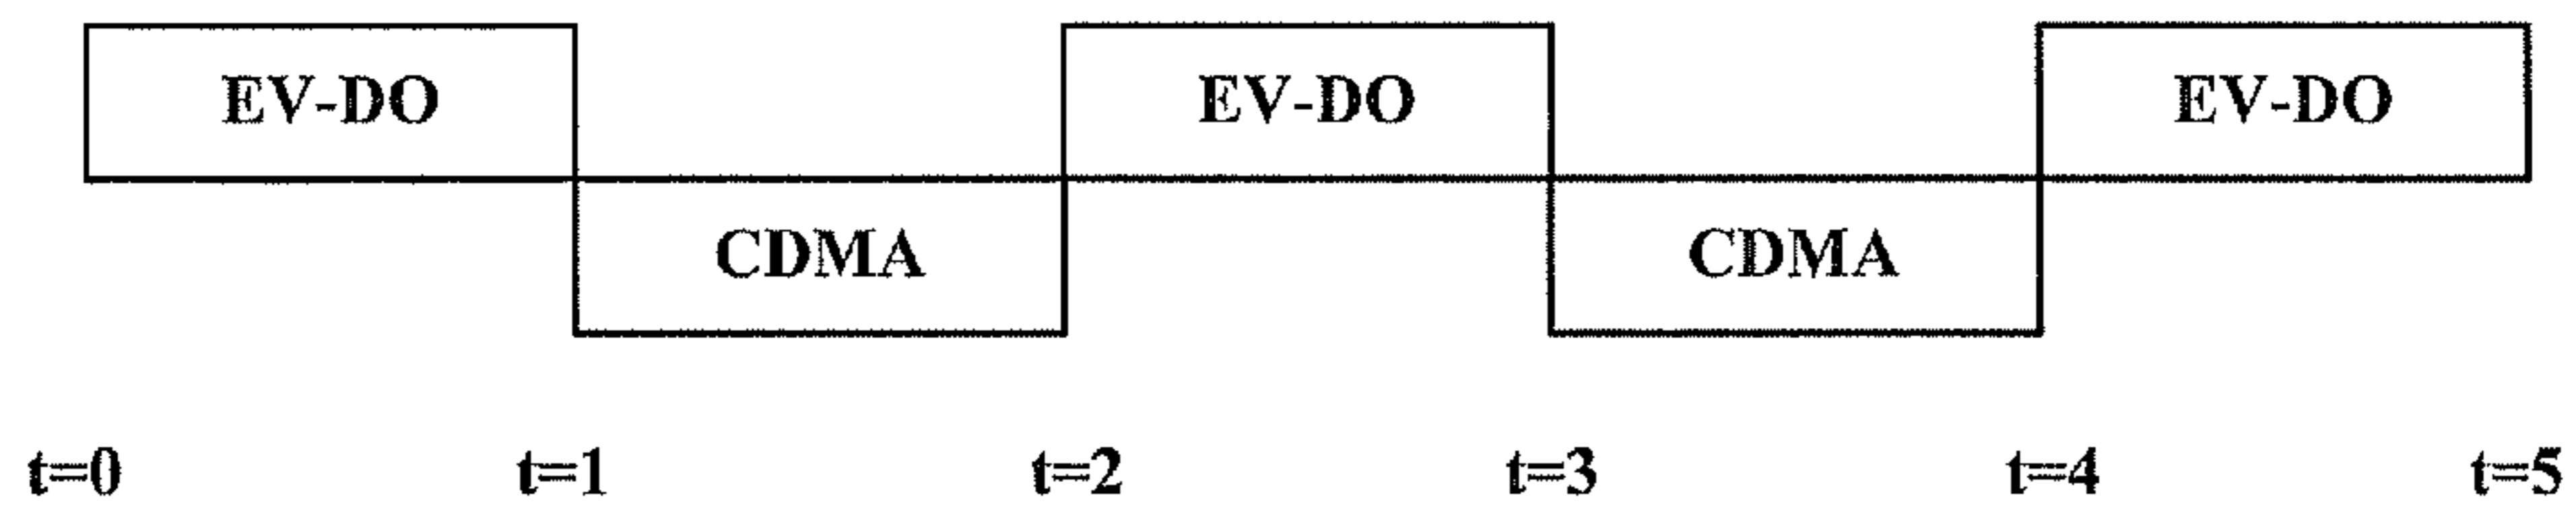 EV-DO EV-DO EV-DO
CDMA CDMA
t=0 t=1 t=2 t=3 t=4 t=5